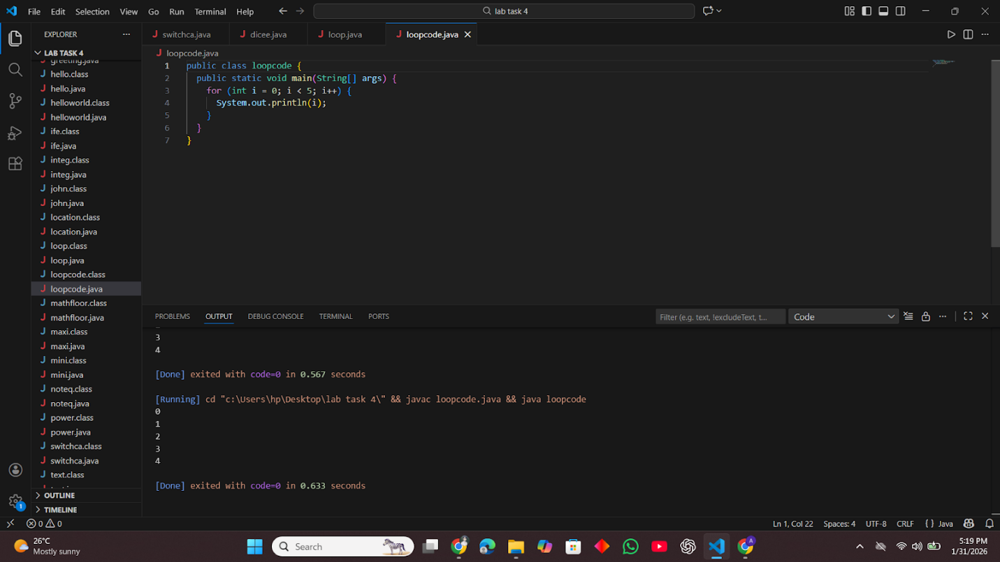 File Edit Selection View Go Run Terminal Help
lab task 4
EXPLORER
LAB TASK 4
greeting.java
hello.class
hello.java
helloworld.class
helloworld.java
ife.class
ife.java
integ.class
integ.java
john.class
john.java
location.class
location.java
loop.class
loop.java
loopcode.class
loopcode.java
mathfloor.class
mathfloor.java
maxi.class
maxi.java
mini.class
mini.java
noteq.class
noteq.java
power.class
power.java
switchca.class
switchca.java
text.class
OUTLINE
TIMELINE
switchca.java dicee.java loop.java loopcode.java
loopcode.java
1 public class loopcode {
2 public static void main(String[] args) {
3 for (int i = 0; i < 5; i++) {
4 System.out.println(i);
5 }
6 }
7 }
PROBLEMS OUTPUT DEBUG CONSOLE TERMINAL PORTS
Filter (e.g. text, !excludeText, t... Code
3
4
[Done] exited with code=0 in 0.567 seconds
[Running] cd "c:\Users\hp\Desktop\lab task 4\" && javac loopcode.java && java loopcode
0
1
2
3
4
[Done] exited with code=0 in 0.633 seconds
1
0 0 Ln 1, Col 22 Spaces: 4 UTF-8 CRLF {} Java
26°C
Mostly sunny
Search
5:19 PM
1/31/2026